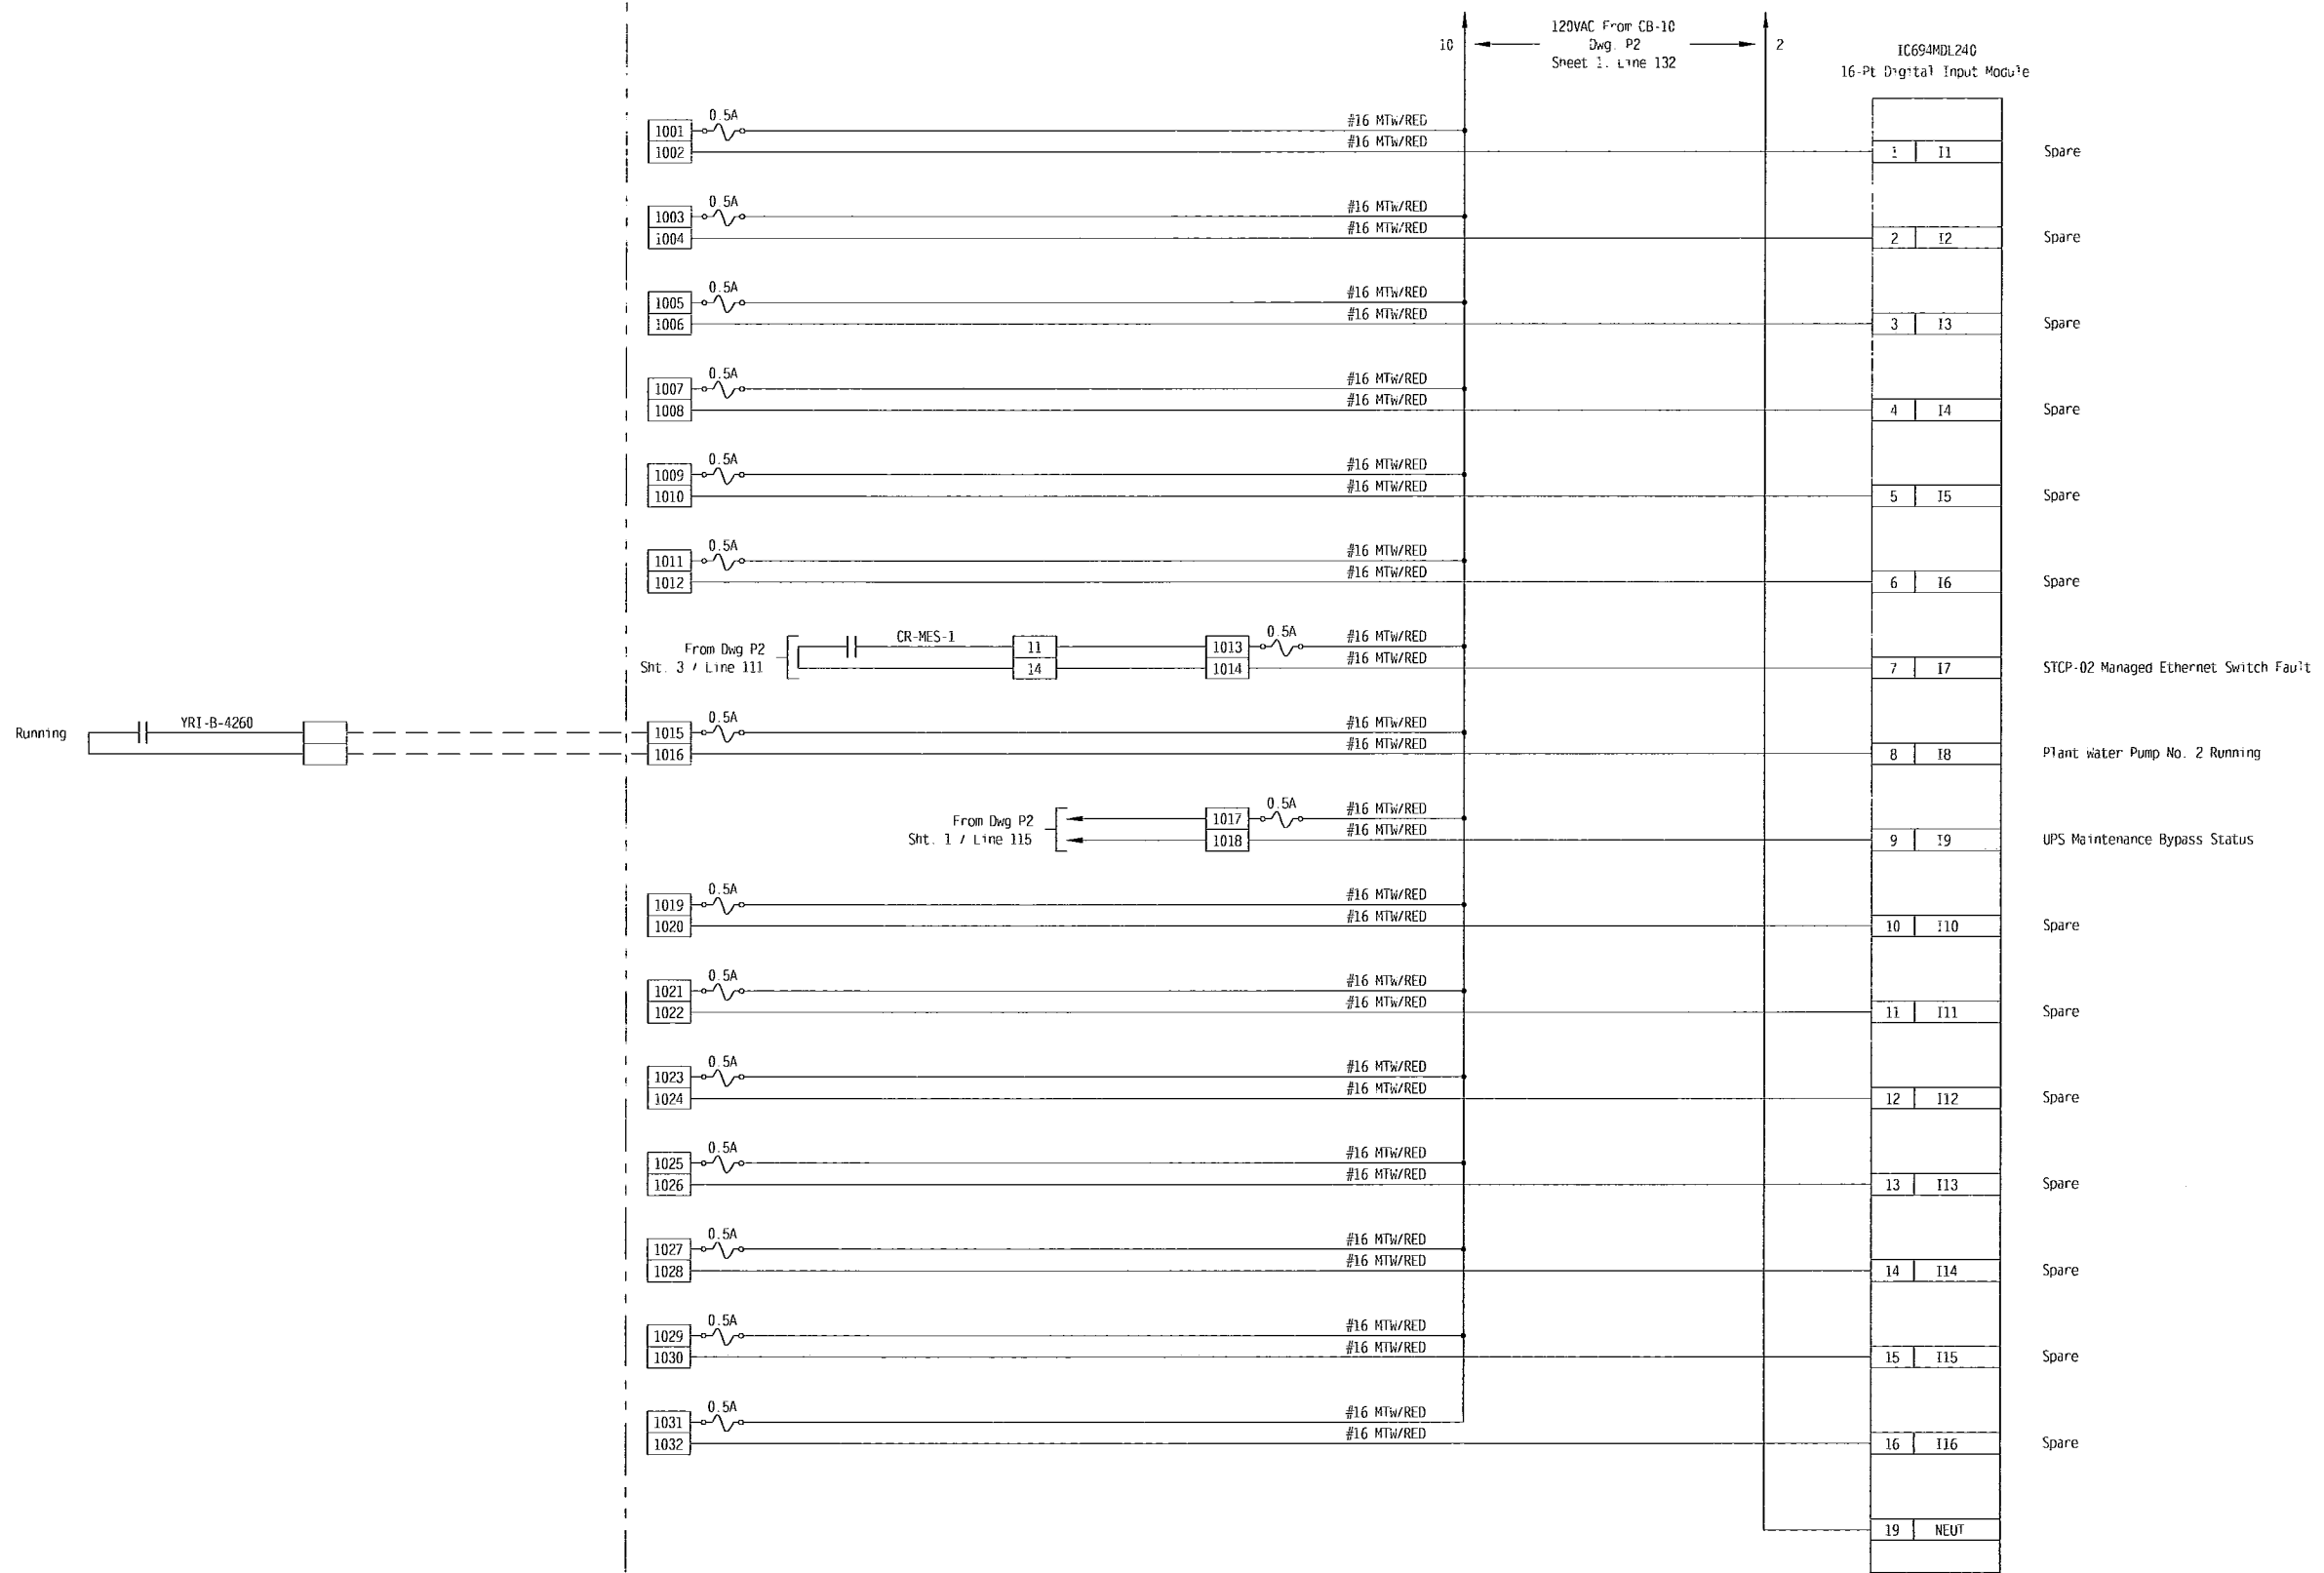 120VAC From CB-10
10 Dwg. P2 2
Sheet 1, Line 132
IC694MDL240
16-Pt Digital Input Module
0.5A
#16 MTW/RED
1001
#16 MTW/RED
1002 1 I1 Spare
0.5A
#16 MTW/RED
1003
#16 MTW/RED
1004 2 I2 Spare
0.5A
#16 MTW/RED
1005
#16 MTW/RED
1006 3 I3 Spare
0.5A
#16 MTW/RED
1007
#16 MTW/RED
1008 4 I4 Spare
0.5A
#16 MTW/RED
1009
#16 MTW/RED
1010 5 I5 Spare
0.5A
#16 MTW/RED
1011
#16 MTW/RED
1012 6 I6 Spare
CR-MES-1 0.5A #16 MTW/RED
From Dwg P2 11 1013
#16 MTW/RED
Sht. 3 / Line 111 14 1014 7 I7 STCP-02 Managed Ethernet Switch Fault
YRI-B-4260 0.5A #16 MTW/RED
Running 1015
#16 MTW/RED
1016 8 I8 Plant Water Pump No. 2 Running
0.5A #16 MTW/RED
From Dwg P2 1017
#16 MTW/RED
Sht. 1 / Line 115 1018 9 I9 UPS Maintenance Bypass Status
0.5A
#16 MTW/RED
1019
#16 MTW/RED
1020 10 I10 Spare
0.5A
#16 MTW/RED
1021
#16 MTW/RED
1022 11 I11 Spare
0.5A
#16 MTW/RED
1023
#16 MTW/RED
1024 12 I12 Spare
0.5A
#16 MTW/RED
1025
#16 MTW/RED
1026 13 I13 Spare
0.5A
#16 MTW/RED
1027
#16 MTW/RED
1028 14 I14 Spare
0.5A
#16 MTW/RED
1029
#16 MTW/RED
1030 15 I15 Spare
0.5A
#16 MTW/RED
1031
#16 MTW/RED
1032 16 I16 Spare
19 NEUT